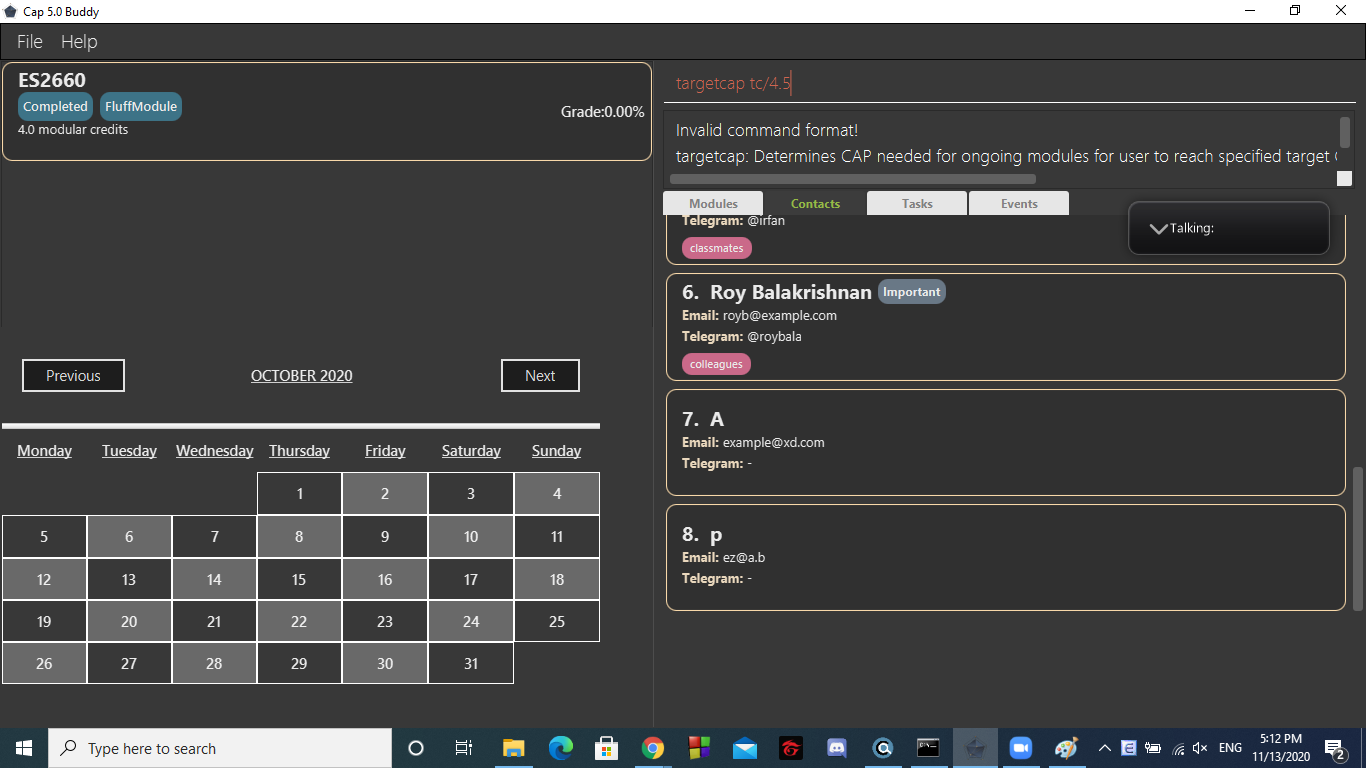 Cap 5.0 Buddy
File Help
ES2660
Completed FluffModule
Grade:0.00%
4.0 modular credits
targetcap tc/4.5
Invalid command format!
targetcap: Determines CAP needed for ongoing modules for user to reach specified target
Modules Contacts Tasks Events
Telegram: @irfan
classmates
Talking:
6. Roy Balakrishnan Important
Email: royb@example.com
Telegram: @roybala
colleagues
7. A
Email: example@xd.com
Telegram: -
8. p
Email: ez@a.b
Telegram: -
Previous OCTOBER 2020 Next
Monday Tuesday Wednesday Thursday Friday Saturday Sunday
1 2 3 4
5 6 7 8 9 10 11
12 13 14 15 16 17 18
19 20 21 22 23 24 25
26 27 28 29 30 31
Type here to search
ENG
5:12 PM
11/13/2020
2